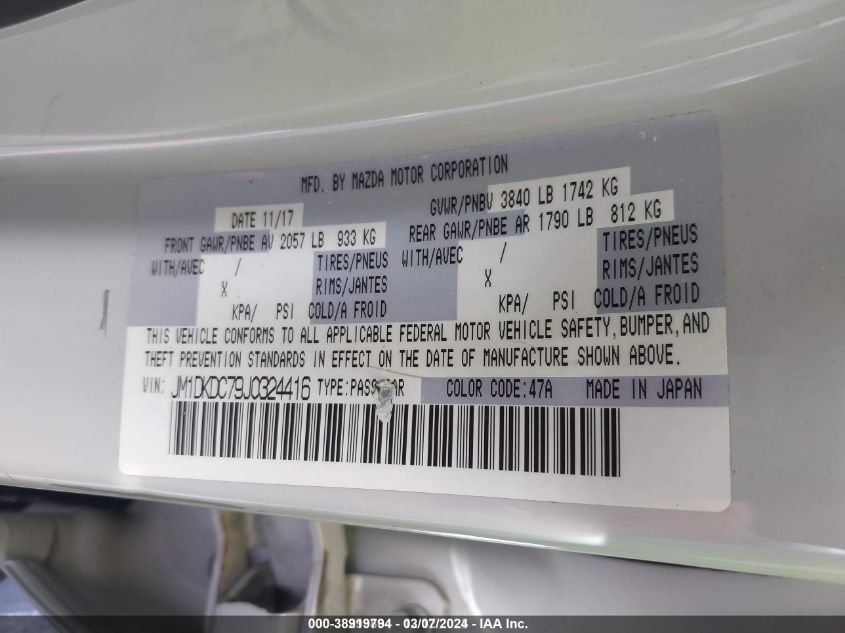 MFD. BY MAZDA MOTOR CORPORATION
DATE 11/17 GVWR/PNBV 3840 LB 1742 KG
FRONT GAWR/PNBE AV 2057 LB 933 KG REAR GAWR/PNBE AR 1790 LB 812 KG
WITH/AVEC / TIRES/PNEUS WITH/AVEC / TIRES/PNEUS
X RIMS/JANTES X RIMS/JANTES
KPA/ PSI COLD/A FROID KPA/ PSI COLD/A FROID
THIS VEHICLE CONFORMS TO ALL APPLICABLE FEDERAL MOTOR VEHICLE SAFETY, BUMPER, AND
THEFT PREVENTION STANDARDS IN EFFECT ON THE DATE OF MANUFACTURE SHOWN ABOVE.
VIN: JM1DKDC79JC324416 TYPE: COLOR CODE:47A MADE IN JAPAN
000-38919794 - 03/07/2024 - IAA Inc.